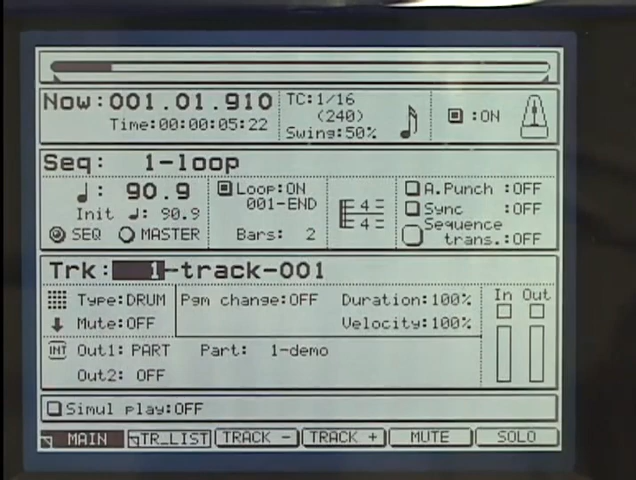 Now:001.01.910
Time:00:00:05:22
TC:1/16
(240)
Swing:50%
:ON
Seq: 1-loop
♩: 90.9
Init ♩: 90.9
SEQ MASTER
Loop:ON
001-END
Bars: 2
4
4
A.Punch :OFF
Sync :OFF
Sequence
trans.:OFF
Trk: 1-track-001
Type:DRUM
Mute:OFF
Pgm change:OFF
Duration:100%
Velocity:100%
In Out
INT Out1: PART Part: 1-demo
Out2: OFF
Simul play:OFF
MAIN TR_LIST TRACK - TRACK + MUTE SOLO